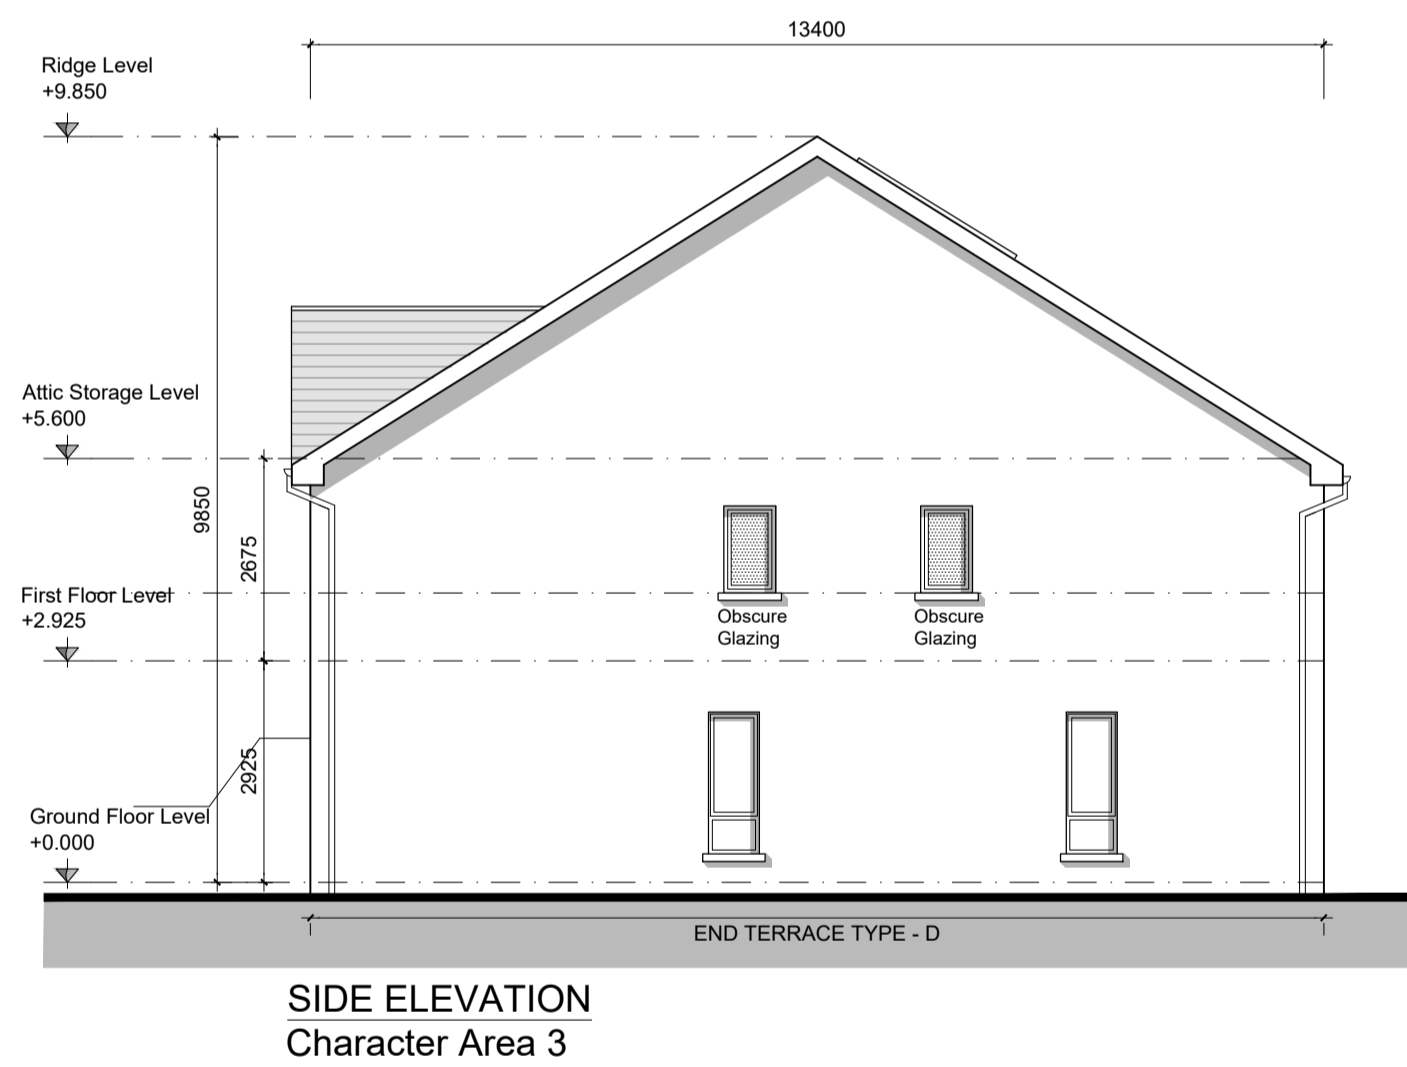 13400
Ridge Level
+9.850
Attic Storage Level
+5.600
9850
2675
First Floor Level
+2.925
Obscure
Glazing
Obscure
Glazing
2925
Ground Floor Level
+0.000
END TERRACE TYPE - D
SIDE ELEVATION
Character Area 3